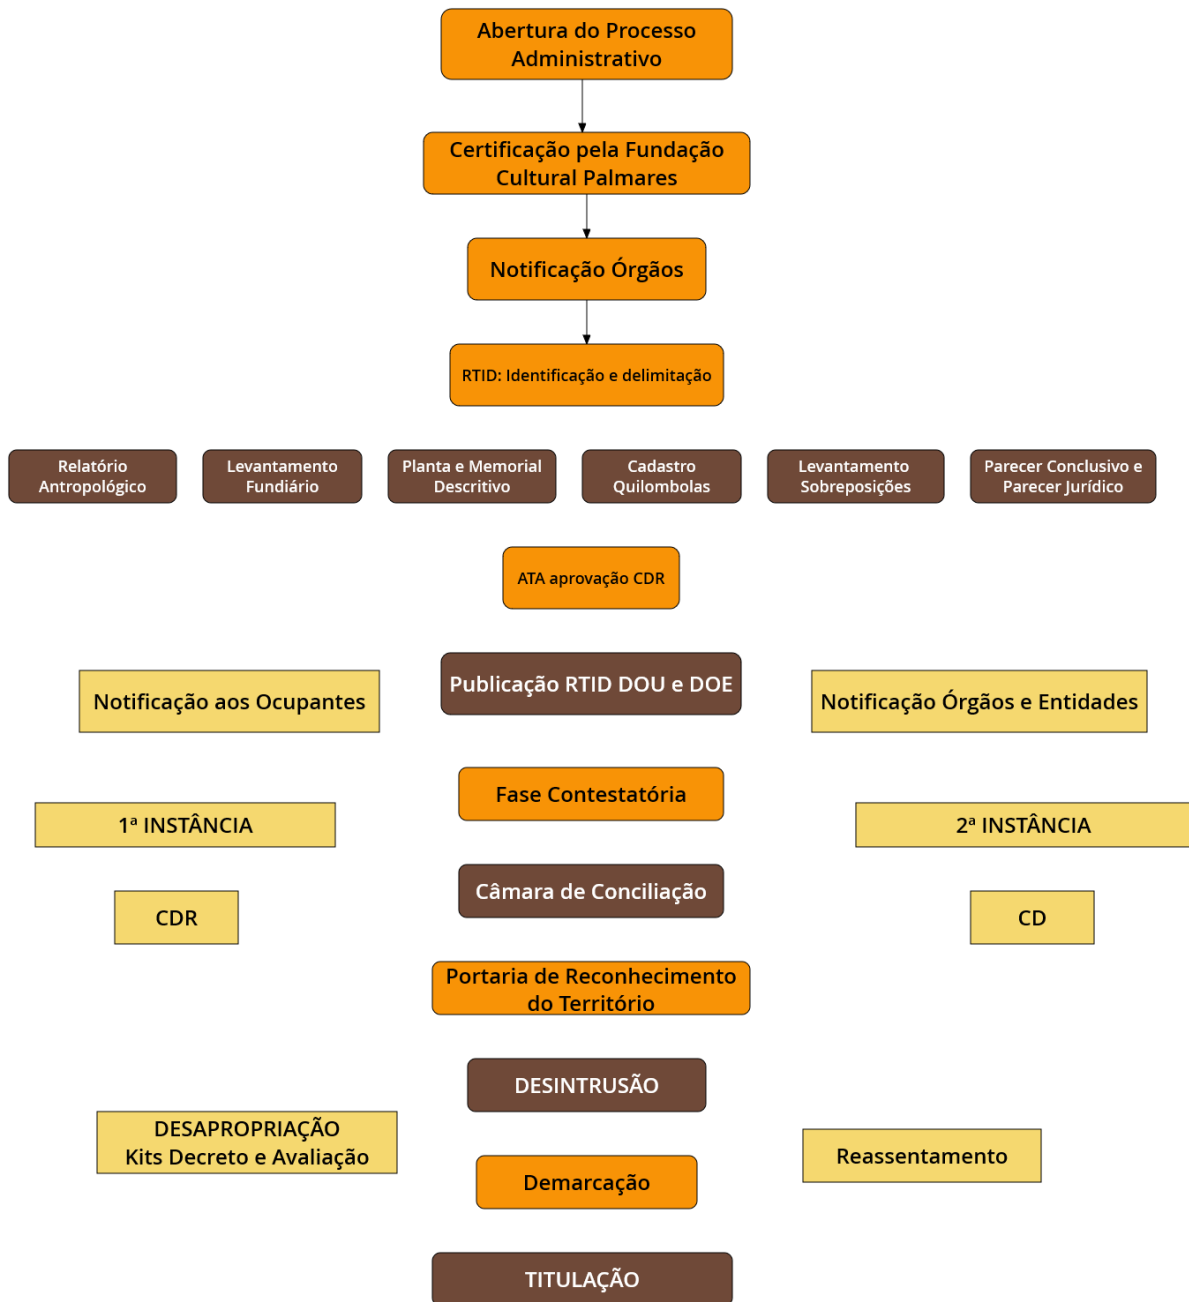 Abertura do Processo
Administrativo
Certificação pela Fundação
Cultural Palmares
Notificação Órgãos
RTID: Identificação e delimitação
Relatório
Antropológico
Levantamento
Fundiário
Planta e Memorial
Descritivo
Cadastro
Quilombolas
Levantamento
Sobreposições
Parecer Conclusivo e
Parecer Jurídico
ATA aprovação CDR
Publicação RTID DOU e DOE
Notificação aos Ocupantes
Notificação Órgãos e Entidades
Fase Contestatória
1ª INSTÂNCIA
2ª INSTÂNCIA
Câmara de Conciliação
CDR
CD
Portaria de Reconhecimento
do Território
DESINTRUSÃO
DESAPROPRIAÇÃO
Kits Decreto e Avaliação
Reassentamento
Demarcação
TITULAÇÃO